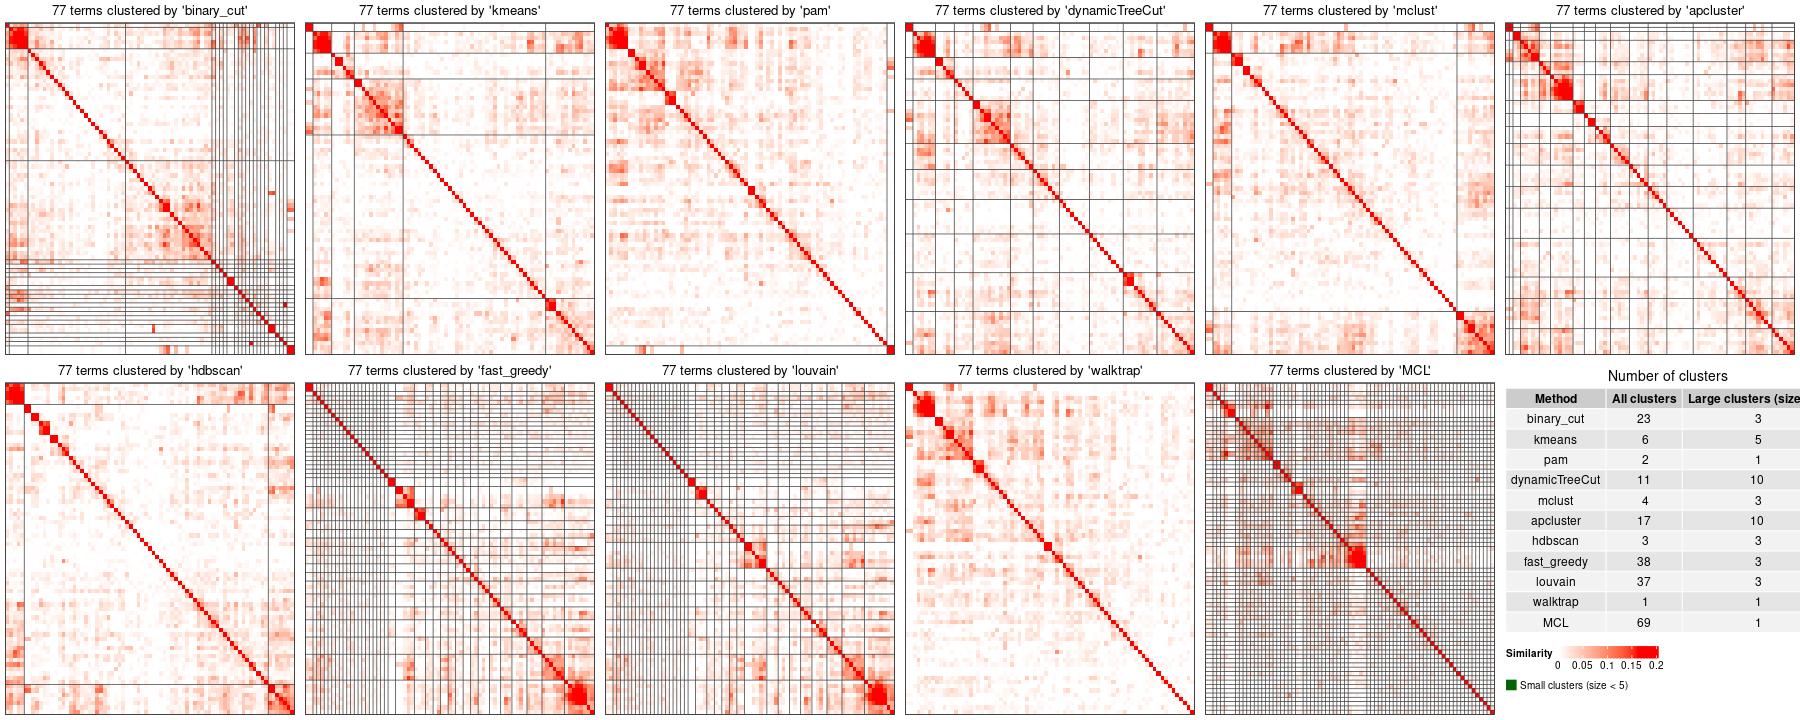 77 terms clustered by 'binary_cut'
77 terms clustered by 'kmeans'
77 terms clustered by 'pam'
77 terms clustered by 'dynamicTreeCut'
77 terms clustered by 'mclust'
77 terms clustered by 'apcluster'
77 terms clustered by 'hdbscan'
77 terms clustered by 'fast_greedy'
77 terms clustered by 'louvain'
77 terms clustered by 'walktrap'
77 terms clustered by 'MCL'
Number of clusters
Method All clusters Large clusters (size
binary_cut 23 3
kmeans 6 5
pam 2 1
dynamicTreeCut 11 10
mclust 4 3
apcluster 17 10
hdbscan 3 3
fast_greedy 38 3
louvain 37 3
walktrap 1 1
MCL 69 1
Similarity
0 0.05 0.1 0.15 0.2
Small clusters (size < 5)